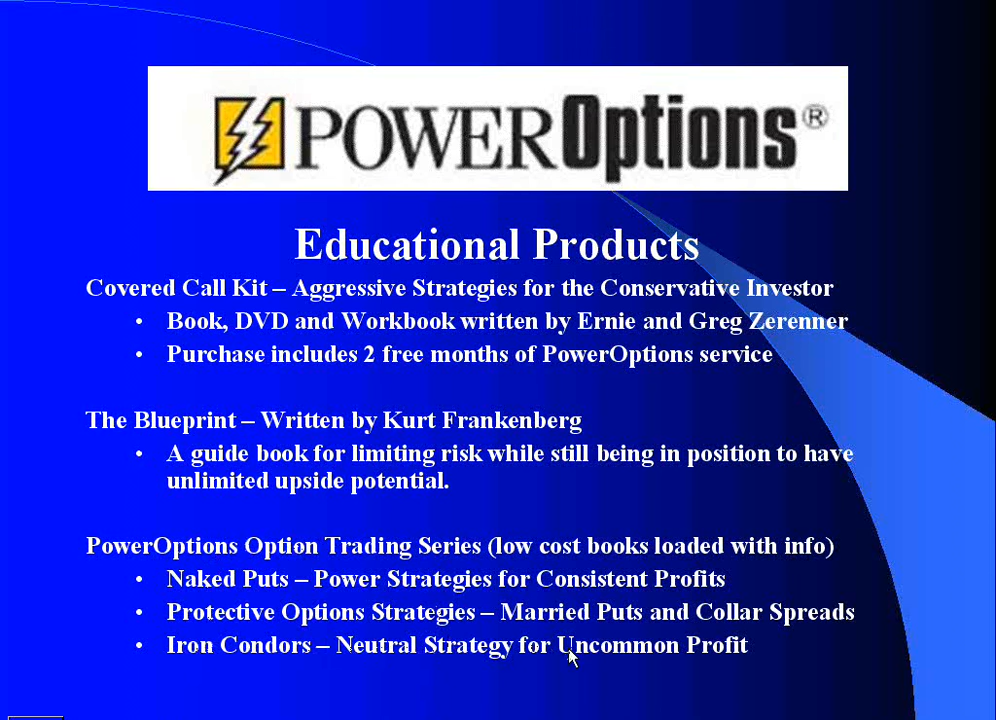 POWEROptions®
Educational Products
Covered Call Kit – Aggressive Strategies for the Conservative Investor
• Book, DVD and Workbook written by Ernie and Greg Zerenner
• Purchase includes 2 free months of PowerOptions service
The Blueprint – Written by Kurt Frankenberg
• A guide book for limiting risk while still being in position to have
unlimited upside potential.
PowerOptions Option Trading Series (low cost books loaded with info)
• Naked Puts – Power Strategies for Consistent Profits
• Protective Options Strategies – Married Puts and Collar Spreads
• Iron Condors – Neutral Strategy for Uncommon Profit